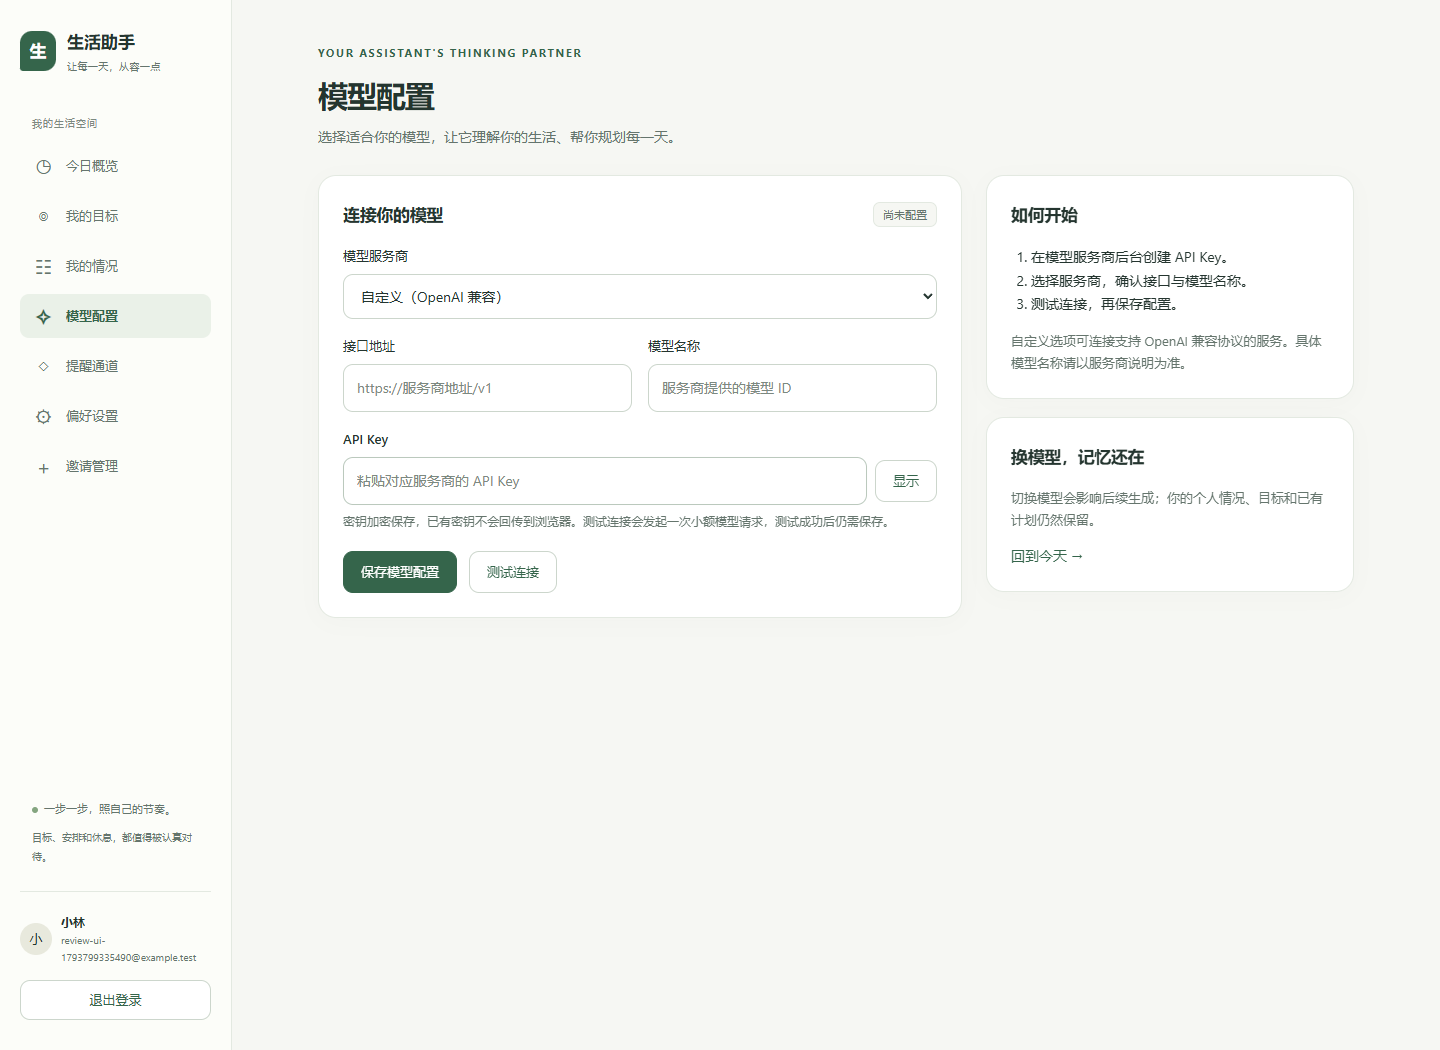 生
生活助手
让每一天，从容一点
我的生活空间
今日概览
我的目标
我的情况
模型配置
提醒通道
偏好设置
邀请管理
一步一步，照自己的节奏。
目标、安排和休息，都值得被认真对
待。
小
小林
review-ui-
1793799335490@example.test
退出登录
YOUR ASSISTANT'S THINKING PARTNER
模型配置
选择适合你的模型，让它理解你的生活、帮你规划每一天。
连接你的模型
尚未配置
模型服务商
自定义（OpenAI 兼容）
接口地址
模型名称
https://服务商地址/v1
服务商提供的模型 ID
API Key
粘贴对应服务商的 API Key
显示
密钥加密保存，已有密钥不会回传到浏览器。测试连接会发起一次小额模型请求，测试成功后仍需保存。
保存模型配置
测试连接
如何开始
1. 在模型服务商后台创建 API Key。
2. 选择服务商，确认接口与模型名称。
3. 测试连接，再保存配置。
自定义选项可连接支持 OpenAI 兼容协议的服务。具体
模型名称请以服务商说明为准。
换模型，记忆还在
切换模型会影响后续生成；你的个人情况、目标和已有
计划仍然保留。
回到今天 →